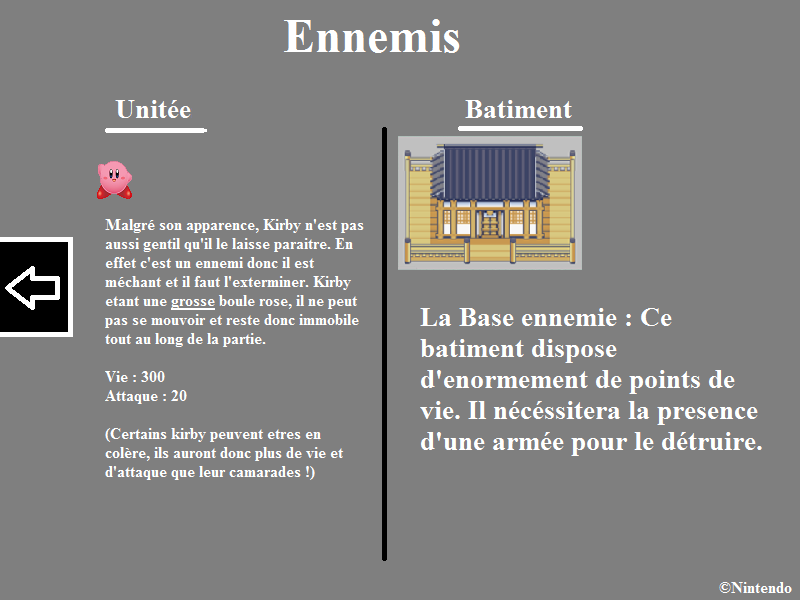 Ennemis
Unitée
Malgré son apparence, Kirby n'est pas
aussi gentil qu'il le laisse paraitre. En
effet c'est un ennemi donc il est
méchant et il faut l'exterminer. Kirby
etant une grosse boule rose, il ne peut
pas se mouvoir et reste donc immobile
tout au long de la partie.
Vie : 300
Attaque : 20
(Certains kirby peuvent etres en
colère, ils auront donc plus de vie et
d'attaque que leur camarades !)
Batiment
La Base ennemie : Ce
batiment dispose
d'enormement de points de
vie. Il nécéssitera la presence
d'une armée pour le détruire.
©Nintendo